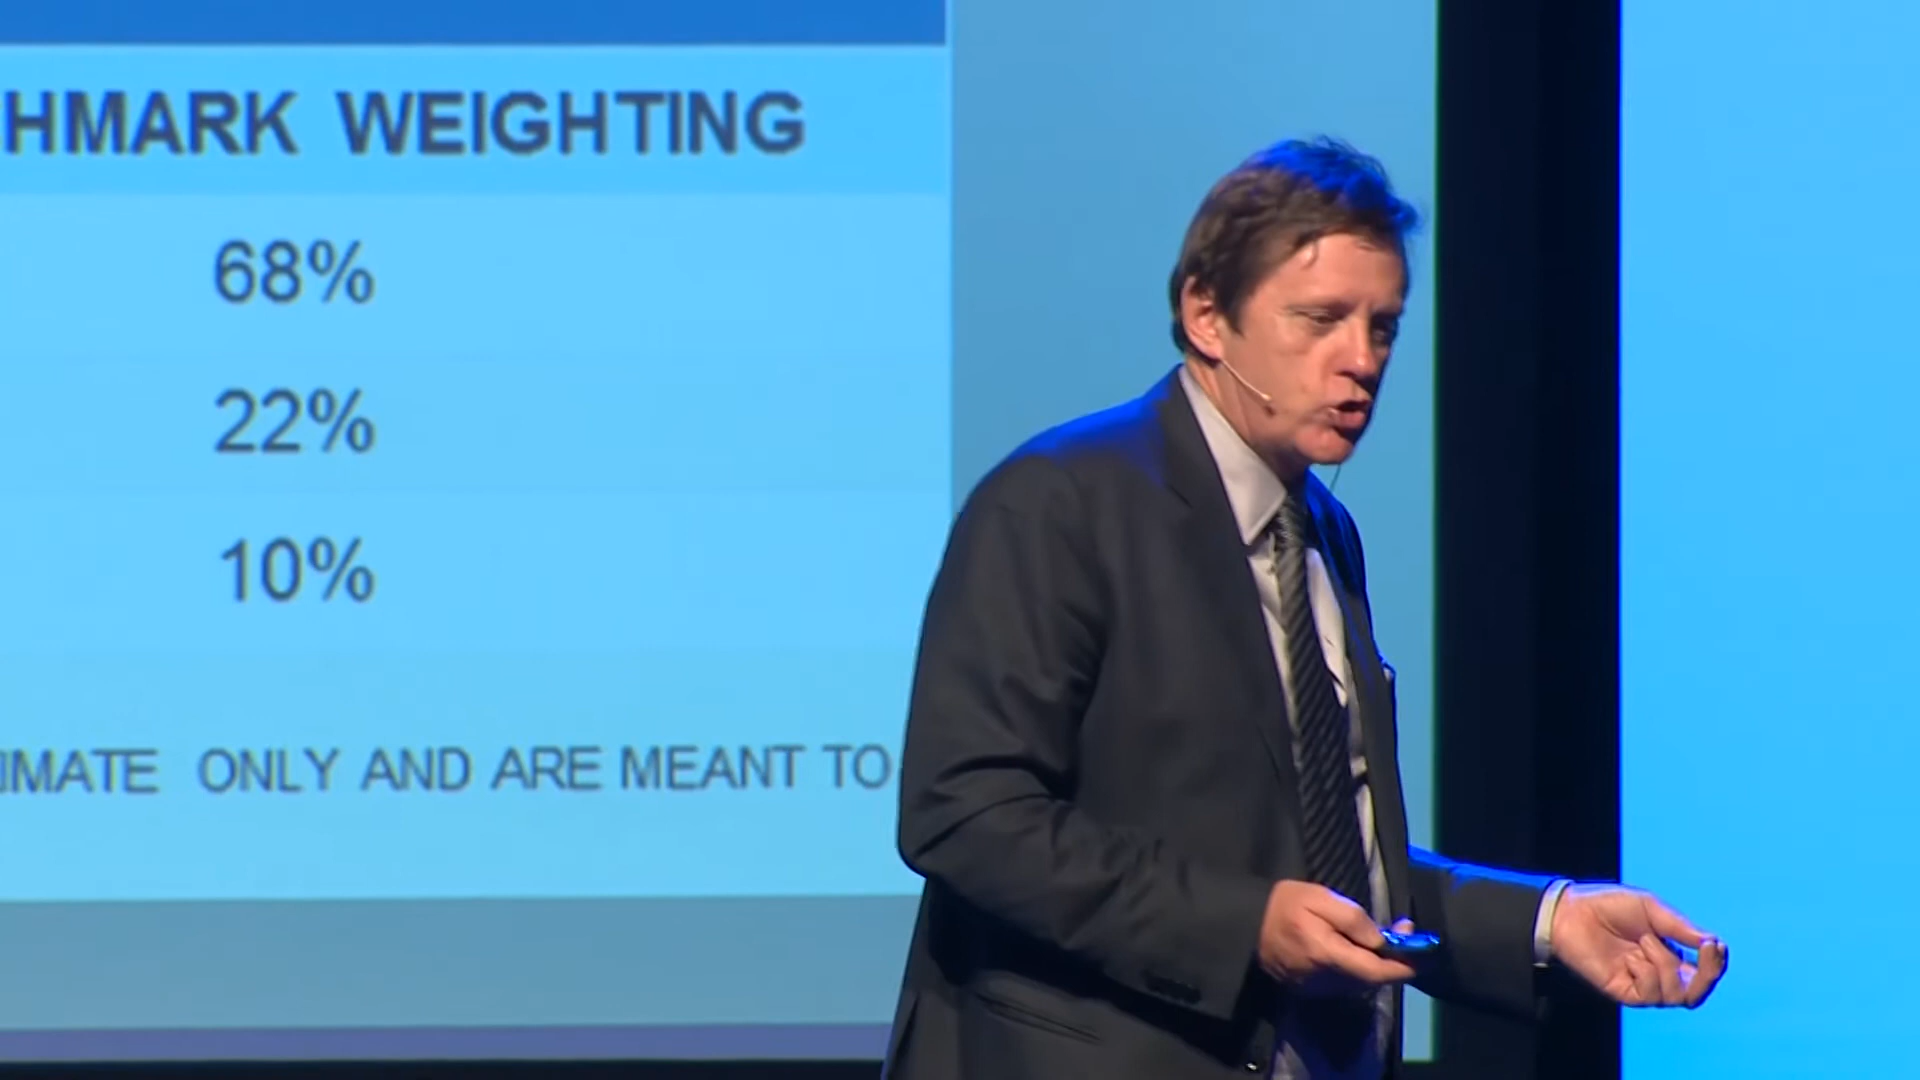 HMARK WEIGHTING
68%
22%
10%
IMATE ONLY AND ARE MEANT TO